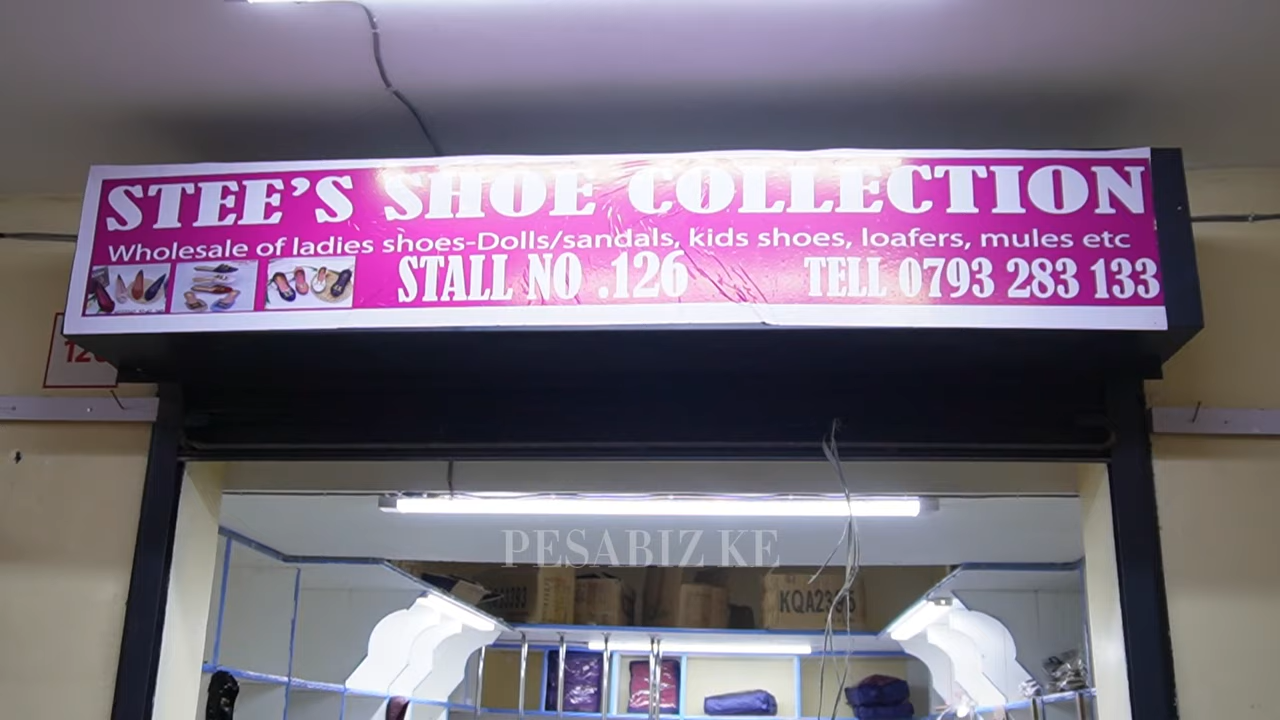 STEE'S SHOE COLLECTION
Wholesale of ladies shoes-Dolls/sandals, kids shoes, loafers, mules etc
STALL NO .126 TELL 0793 283 133
PESABIZ KE